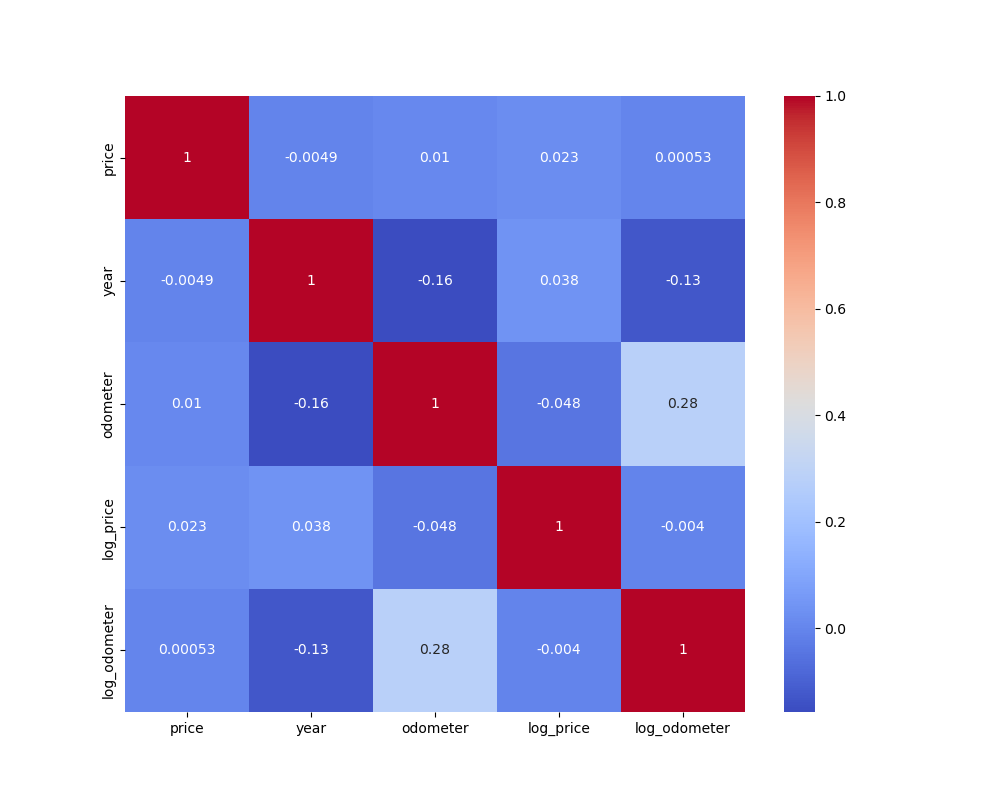 price 1 -0.0049 0.01 0.023 0.00053
year -0.0049 1 -0.16 0.038 -0.13
odometer 0.01 -0.16 1 -0.048 0.28
log_price 0.023 0.038 -0.048 1 -0.004
log_odometer 0.00053 -0.13 0.28 -0.004 1
price year odometer log_price log_odometer
1.0
0.8
0.6
0.4
0.2
0.0